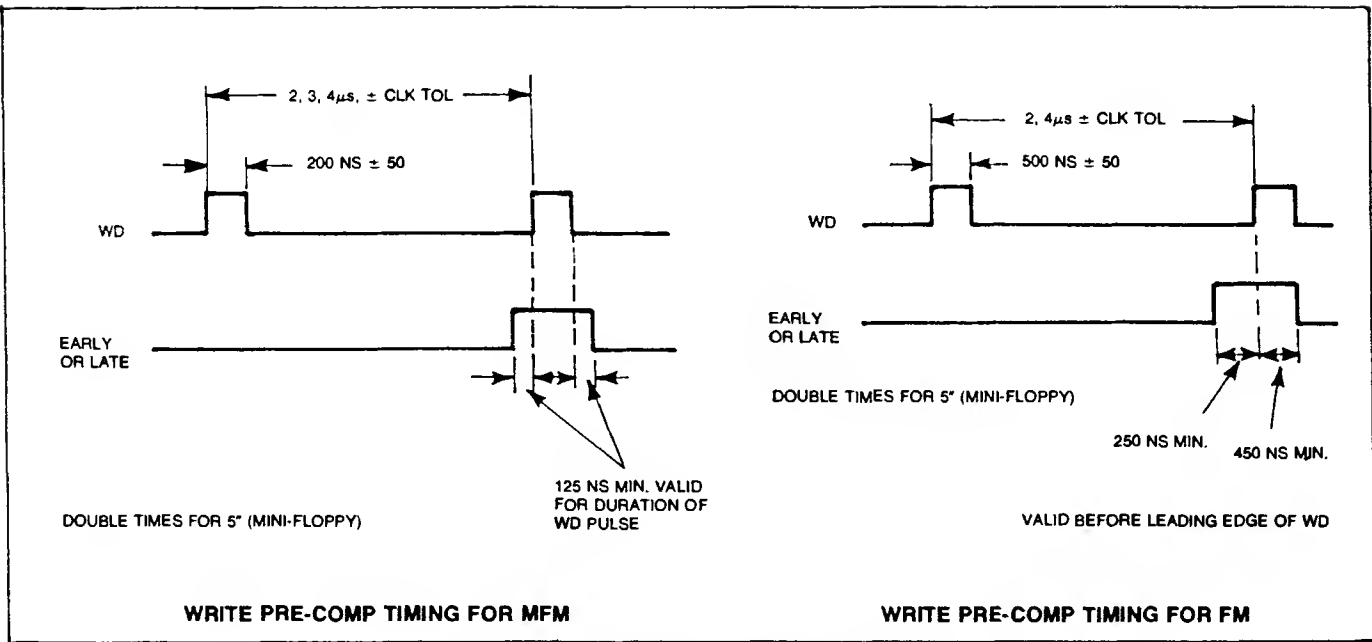 2, 3, 4μs, ± CLK TOL
200 NS ± 50
WD
EARLY
OR LATE
125 NS MIN. VALID
FOR DURATION OF
WD PULSE
DOUBLE TIMES FOR 5" (MINI-FLOPPY)
WRITE PRE-COMP TIMING FOR MFM
2, 4μs ± CLK TOL
500 NS ± 50
WD
EARLY
OR LATE
DOUBLE TIMES FOR 5" (MINI-FLOPPY)
250 NS MIN.
450 NS MIN.
VALID BEFORE LEADING EDGE OF WD
WRITE PRE-COMP TIMING FOR FM